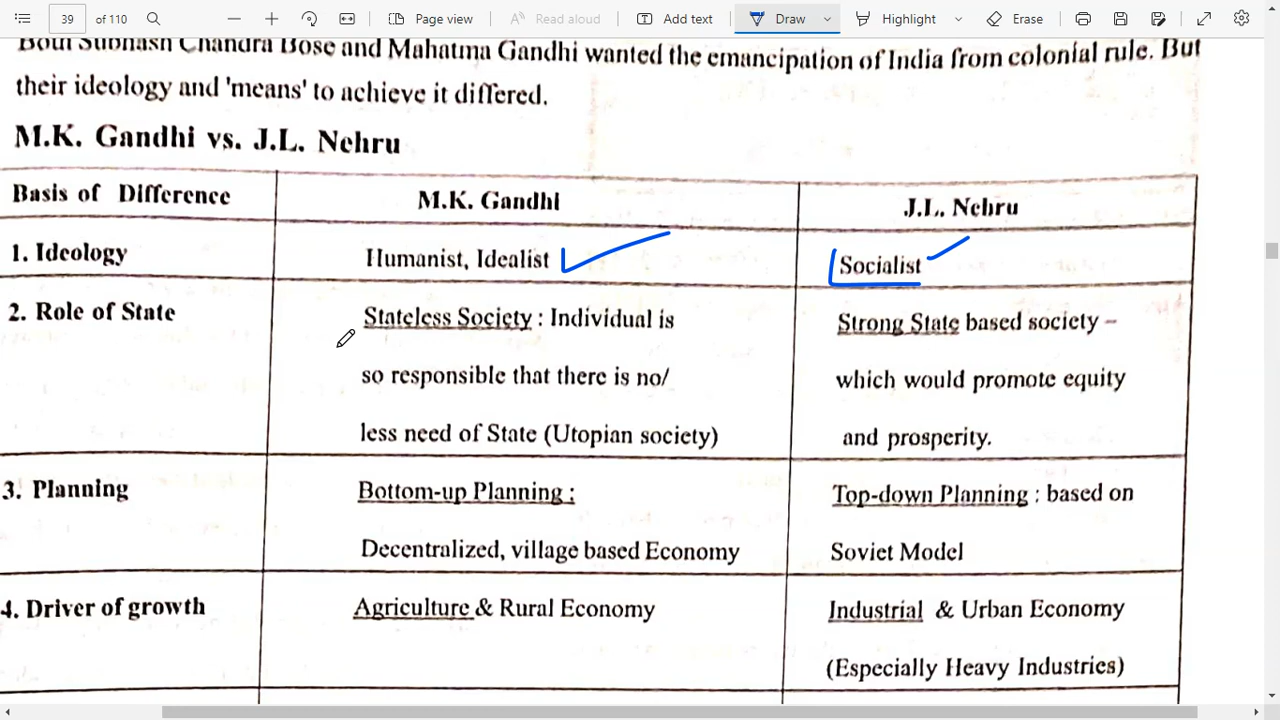 39 of 110 Page view Read aloud Add text Draw Highlight Erase
Both Subhash Chandra Bose and Mahatma Gandhi wanted the emancipation of India from colonial rule. But
their ideology and 'means' to achieve it differed.
M.K. Gandhi vs. J.L. Nehru
Basis of Difference M.K. Gandhi J.L. Nehru
1. Ideology Humanist, Idealist Socialist
2. Role of State Stateless Society : Individual is Strong State based society –
so responsible that there is no/ which would promote equity
less need of State (Utopian society) and prosperity.
3. Planning Bottom-up Planning : Top-down Planning : based on
Decentralized, village based Economy Soviet Model
4. Driver of growth Agriculture & Rural Economy Industrial & Urban Economy
(Especially Heavy Industries)